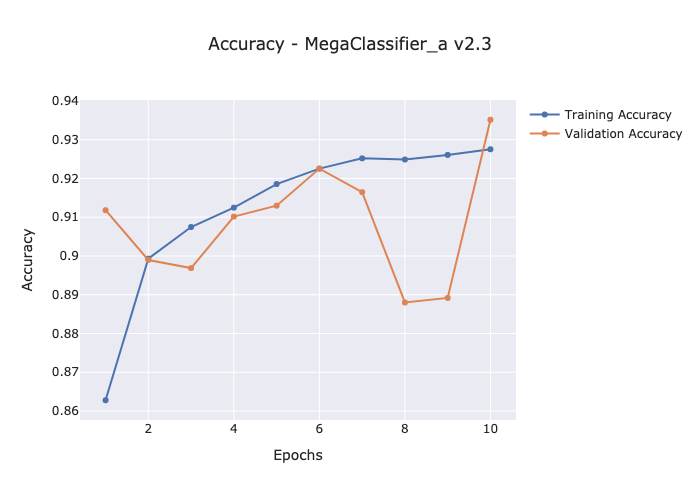 Accuracy - MegaClassifier_a v2.3
Training Accuracy
Validation Accuracy
Accuracy
0.94
0.93
0.92
0.91
0.9
0.89
0.88
0.87
0.86
2 4 6 8 10
Epochs